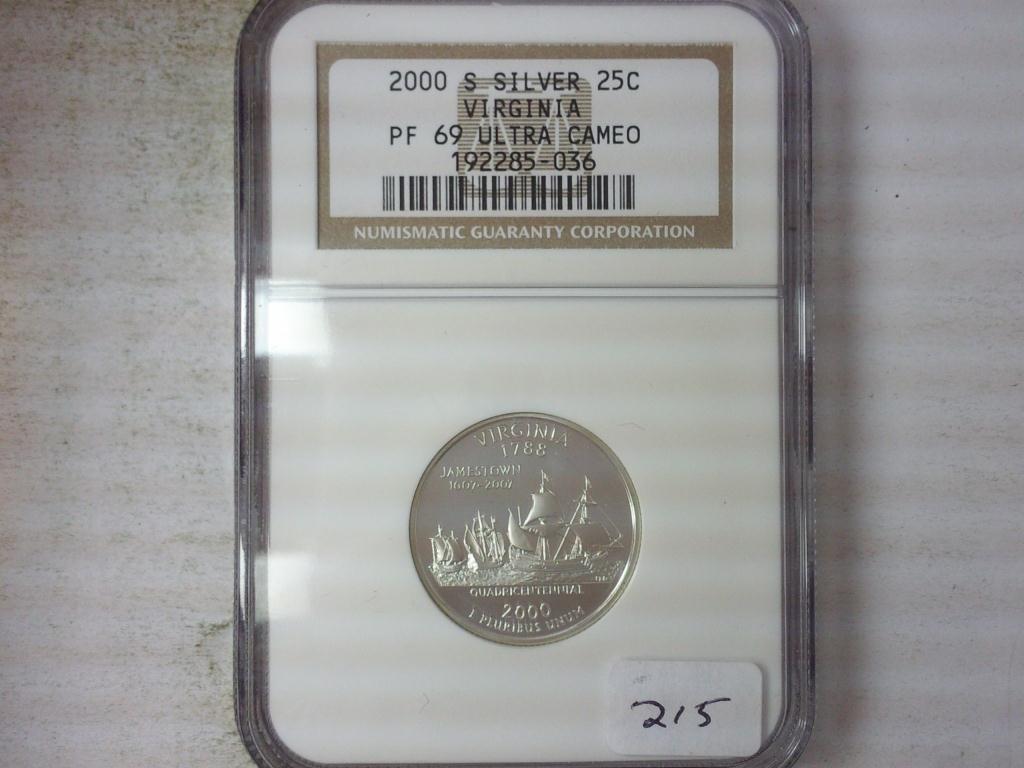 2000 S SILVER 25C
VIRGINIA
PF 69 ULTRA CAMEO
192285-036
NUMISMATIC GUARANTY CORPORATION
VIRGINIA
1788
JAMESTOWN
1607-2007
QUADRICENTENNIAL
2000
E PLURIBUS UNUM
215